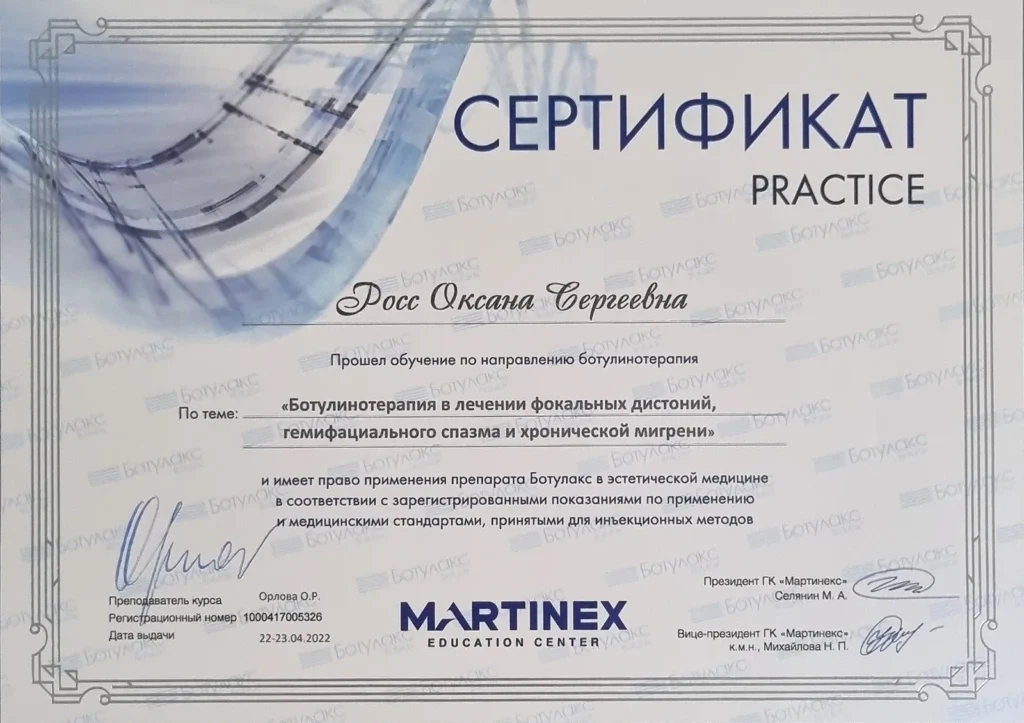 СЕРТИФИКАТ
PRACTICE
Росс Оксана Сергеевна
Прошел обучение по направлению ботулинотерапия
По теме: «Ботулинотерапия в лечении фокальных дистоний,
гемифациального спазма и хронической мигрени»
и имеет право применения препарата Ботулакс в эстетической медицине
в соответствии с зарегистрированными показаниями по применению
и медицинскими стандартами, принятыми для инъекционных методов
Преподаватель курса Орлова О.Р.
Регистрационный номер 1000417005326
Дата выдачи 22-23.04.2022
MARTINEX
EDUCATION CENTER
Президент ГК «Мартинекс»
Селянин М. А.
Вице-президент ГК «Мартинекс»
к.м.н., Михайлова Н. П.
Ботулакс